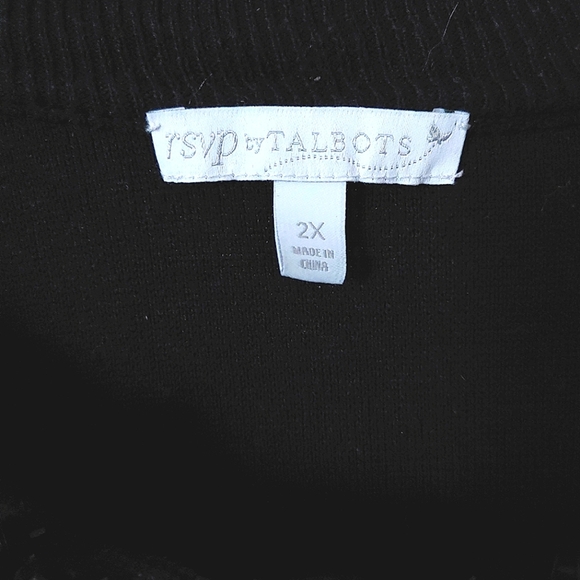 rsvp by TALBOTS
2X
MADE IN
CHINA